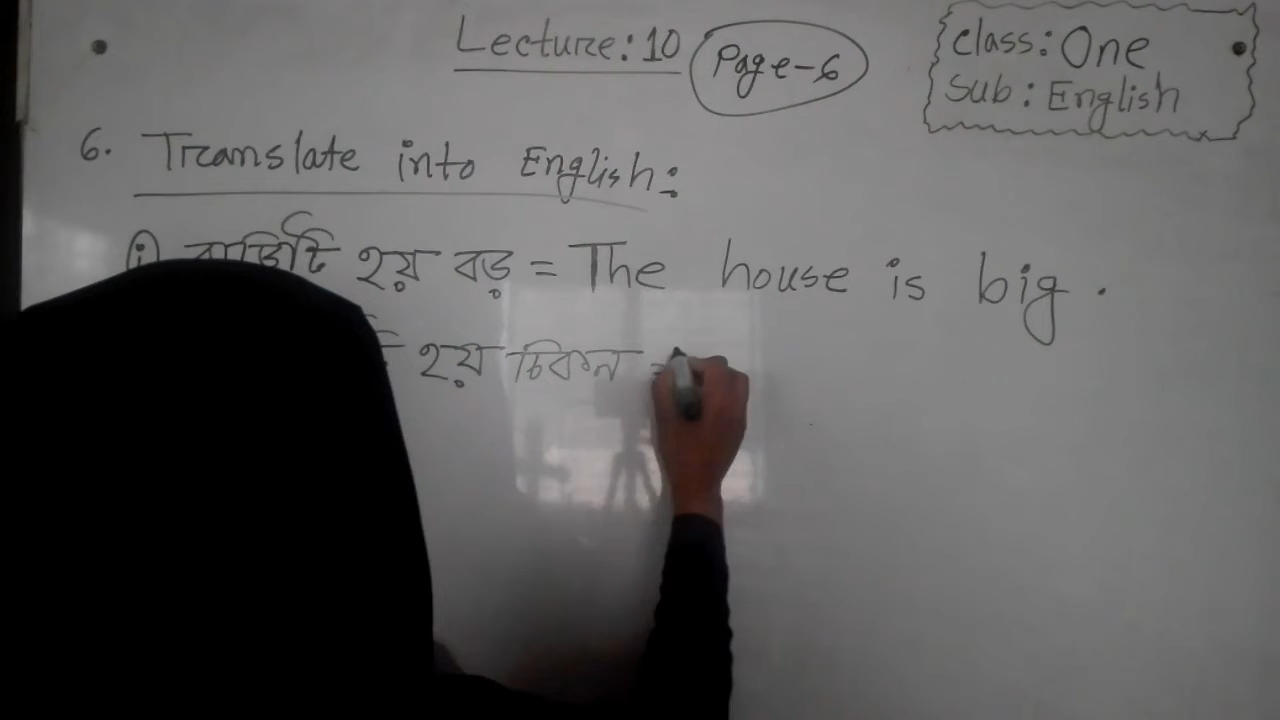 Lecture: 10
Page-6
class: One
Sub: English
6. Translate into English:
i) বাড়িটি হয় বড় = The house is big.
হয় চিকন =